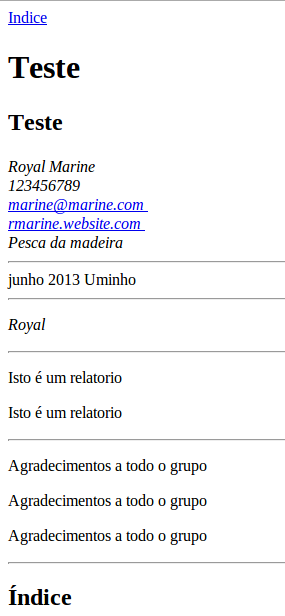 Indice
Teste
Teste
Royal Marine
123456789
marine@marine.com
rmarine.website.com
Pesca da madeira
junho 2013 Uminho
Royal
Isto é um relatorio
Isto é um relatorio
Agradecimentos a todo o grupo
Agradecimentos a todo o grupo
Agradecimentos a todo o grupo
Índice